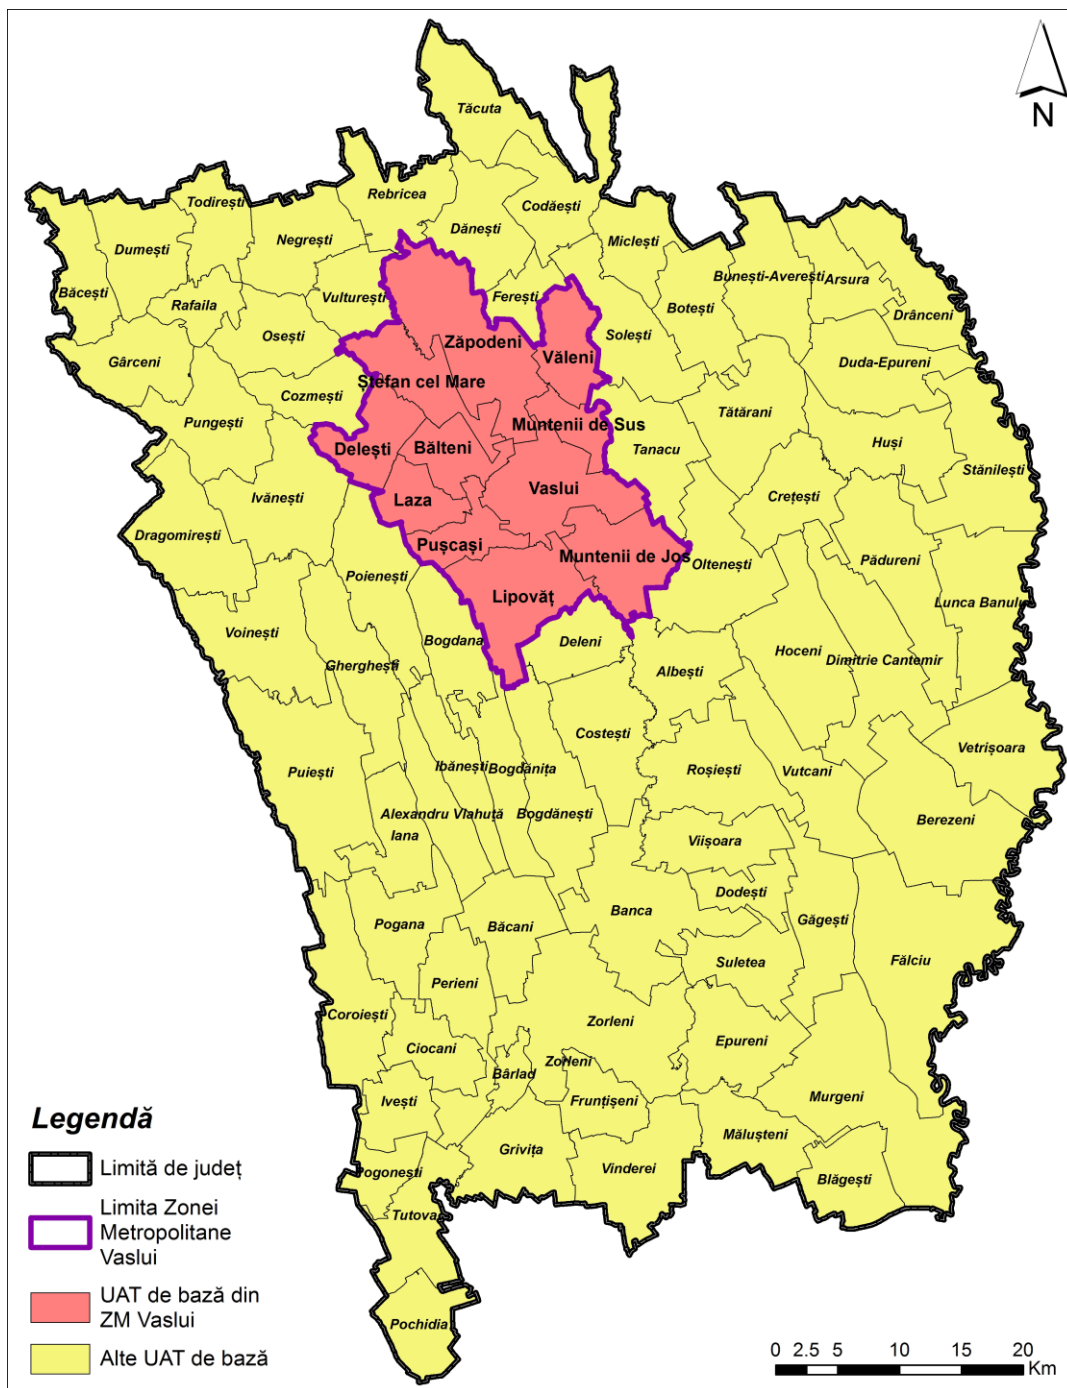 N
Tăcuta
Rebricea
Todirești
Codăești
Dănești
Negrești
Miclești
Dumești
Bunești-Averești
Arsura
Băcești
Vulturești
Ferești
Rafaila
Botești
Drânceni
Osești
Zăpodeni
Solești
Văleni
Gârceni
Duda-Epureni
Ștefan cel Mare
Cozmești
Tătărani
Pungești
Muntenii de Sus
Huși
Delești
Bălteni
Tanacu
Stănilești
Vaslui
Ivănești
Laza
Crețești
Dragomirești
Pușcași
Muntenii de Jos
Pădureni
Oltenești
Poienești
Lipovăț
Lunca Banului
Voinești
Bogdana
Deleni
Hoceni
Gherghești
Albești
Dimitrie Cantemir
Costești
Vetrișoara
Puiești
Ibănești
Bogdănița
Roșiești
Vutcani
Alexandru Vlahuță
Bogdănești
Iana
Berezeni
Viișoara
Dodești
Pogana
Băcani
Banca
Găgești
Suletea
Fălciu
Perieni
Coroiești
Zorleni
Epureni
Ciocani
Zorleni
Bârlad
Ivești
Fruntișeni
Murgeni
Mălușteni
Grivița
Vinderei
Blăgești
Pogonești
Tutova
Pochidia
Legendă
Limită de județ
Limita Zonei
Metropolitane
Vaslui
UAT de bază din
ZM Vaslui
Alte UAT de bază
0 2.5 5 10 15 20
Km